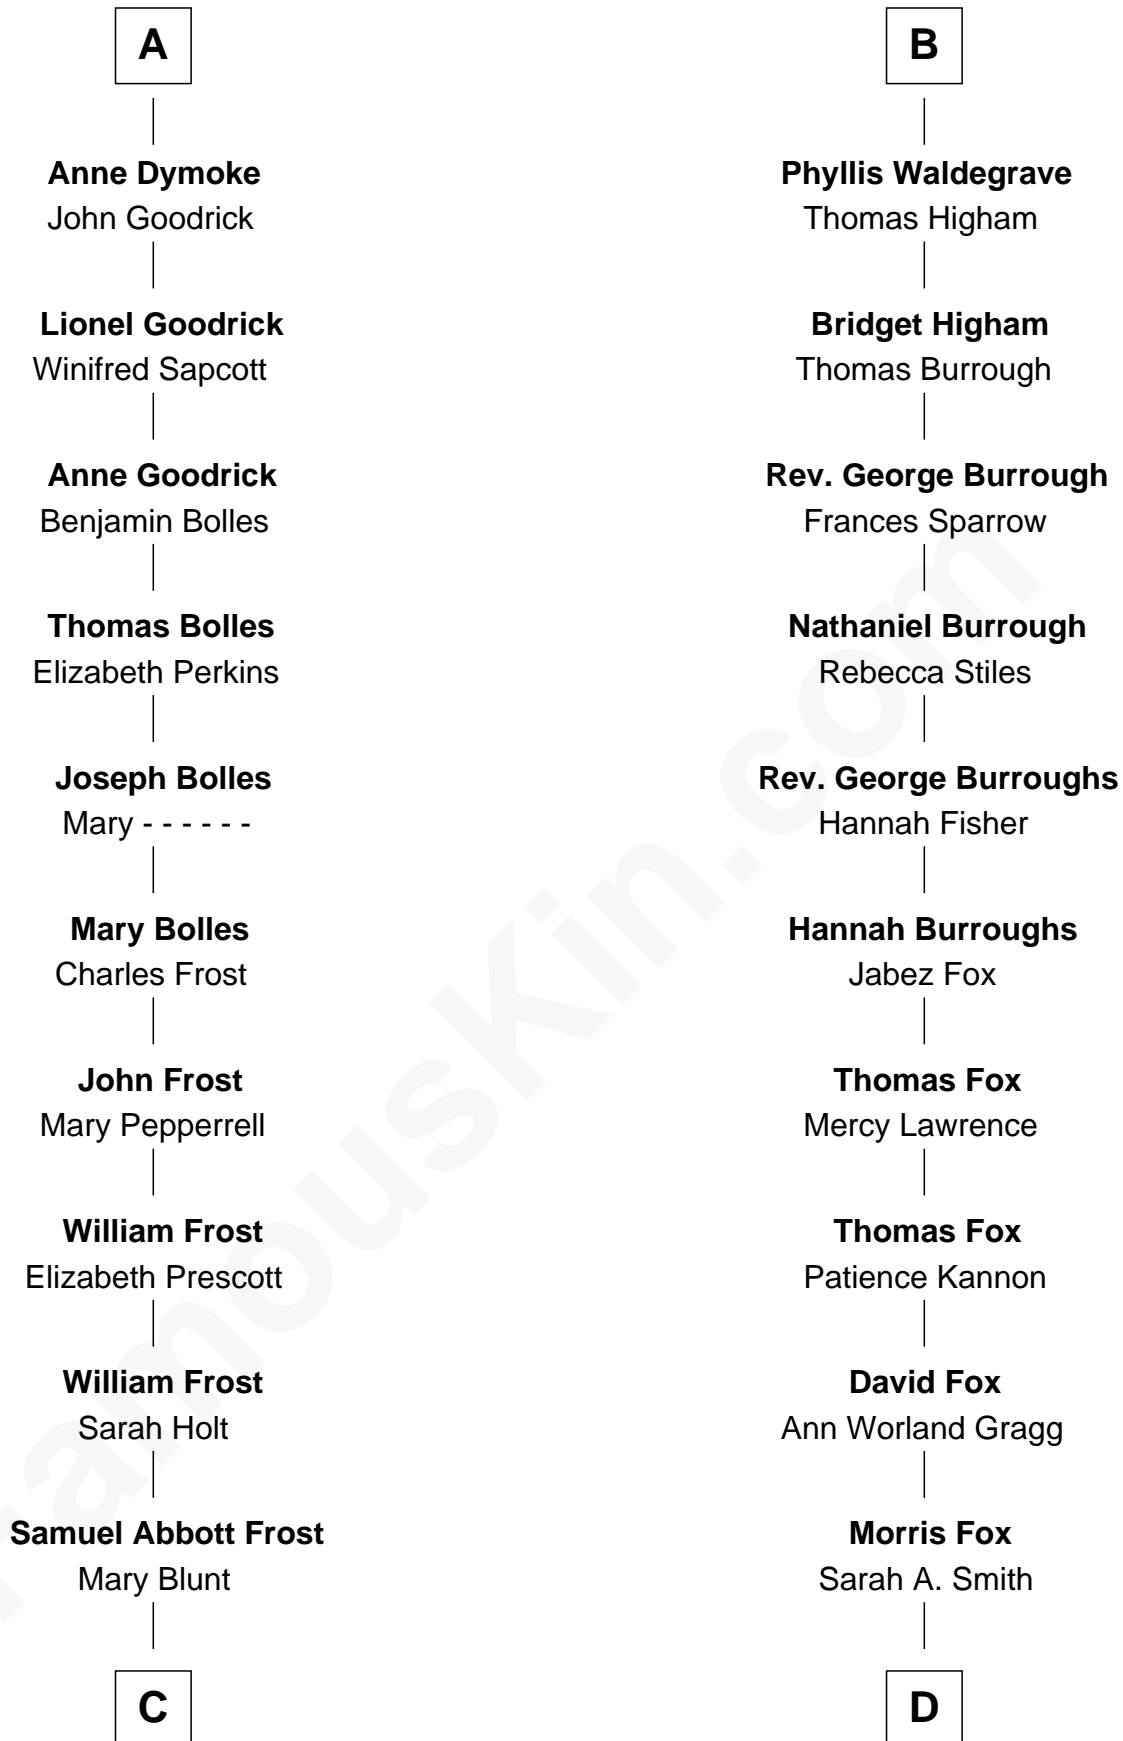 A
Anne Dymoke
John Goodrick
Lionel Goodrick
Winifred Sapcott
Anne Goodrick
Benjamin Bolles
Thomas Bolles
Elizabeth Perkins
Joseph Bolles
Mary - - - - - -
Mary Bolles
Charles Frost
John Frost
Mary Pepperrell
William Frost
Elizabeth Prescott
William Frost
Sarah Holt
Samuel Abbott Frost
Mary Blunt
C
B
Phyllis Waldegrave
Thomas Higham
Bridget Higham
Thomas Burrough
Rev. George Burrough
Frances Sparrow
Nathaniel Burrough
Rebecca Stiles
Rev. George Burroughs
Hannah Fisher
Hannah Burroughs
Jabez Fox
Thomas Fox
Mercy Lawrence
Thomas Fox
Patience Kannon
David Fox
Ann Worland Gragg
Morris Fox
Sarah A. Smith
D
FamousKin.com